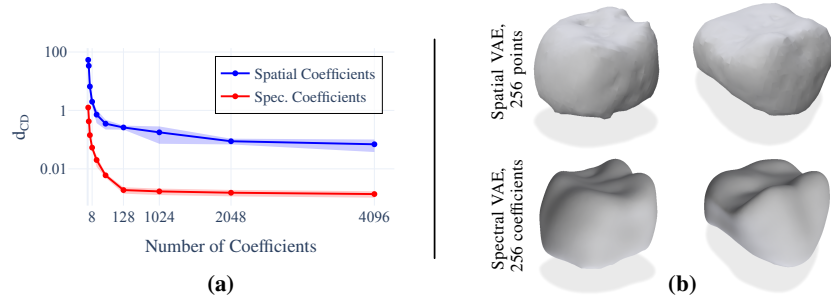 100
1
0.01
d_CD
Spatial Coefficients
Spec. Coefficients
8 128 1024 2048 4096
Number of Coefficients
(a)
Spatial VAE,
256 points
Spectral VAE,
256 coefficients
(b)